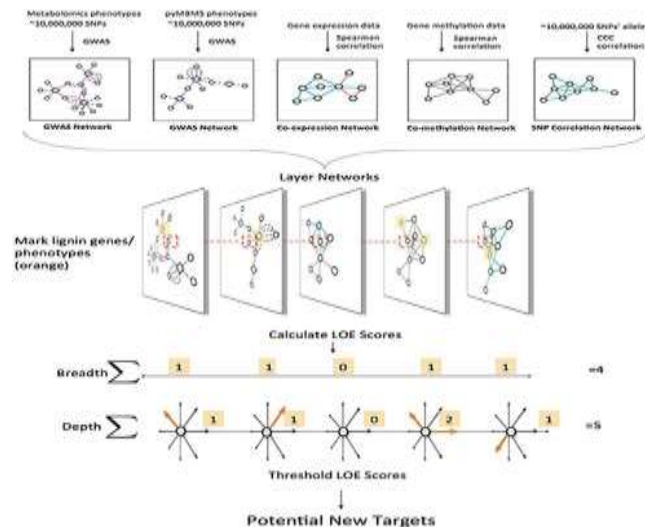 Metabolomics phenotypes
~10,000,000 SNPs
GWAS
GWAS Network
pyMBMS phenotypes
~10,000,000 SNPs
GWAS
GWAS Network
Gene expression data
Spearman
correlation
Co-expression Network
Gene methylation data
Spearman
correlation
Co-methylation Network
~10,000,000 SNPs' allele
CCC
correlation
SNP Correlation Network
Layer Networks
Mark lignin genes/
phenotypes
(orange)
Calculate LOE Scores
Breadth ∑ 1 1 0 1 1 =4
Depth ∑ 1 1 0 2 1 =5
Threshold LOE Scores
Potential New Targets